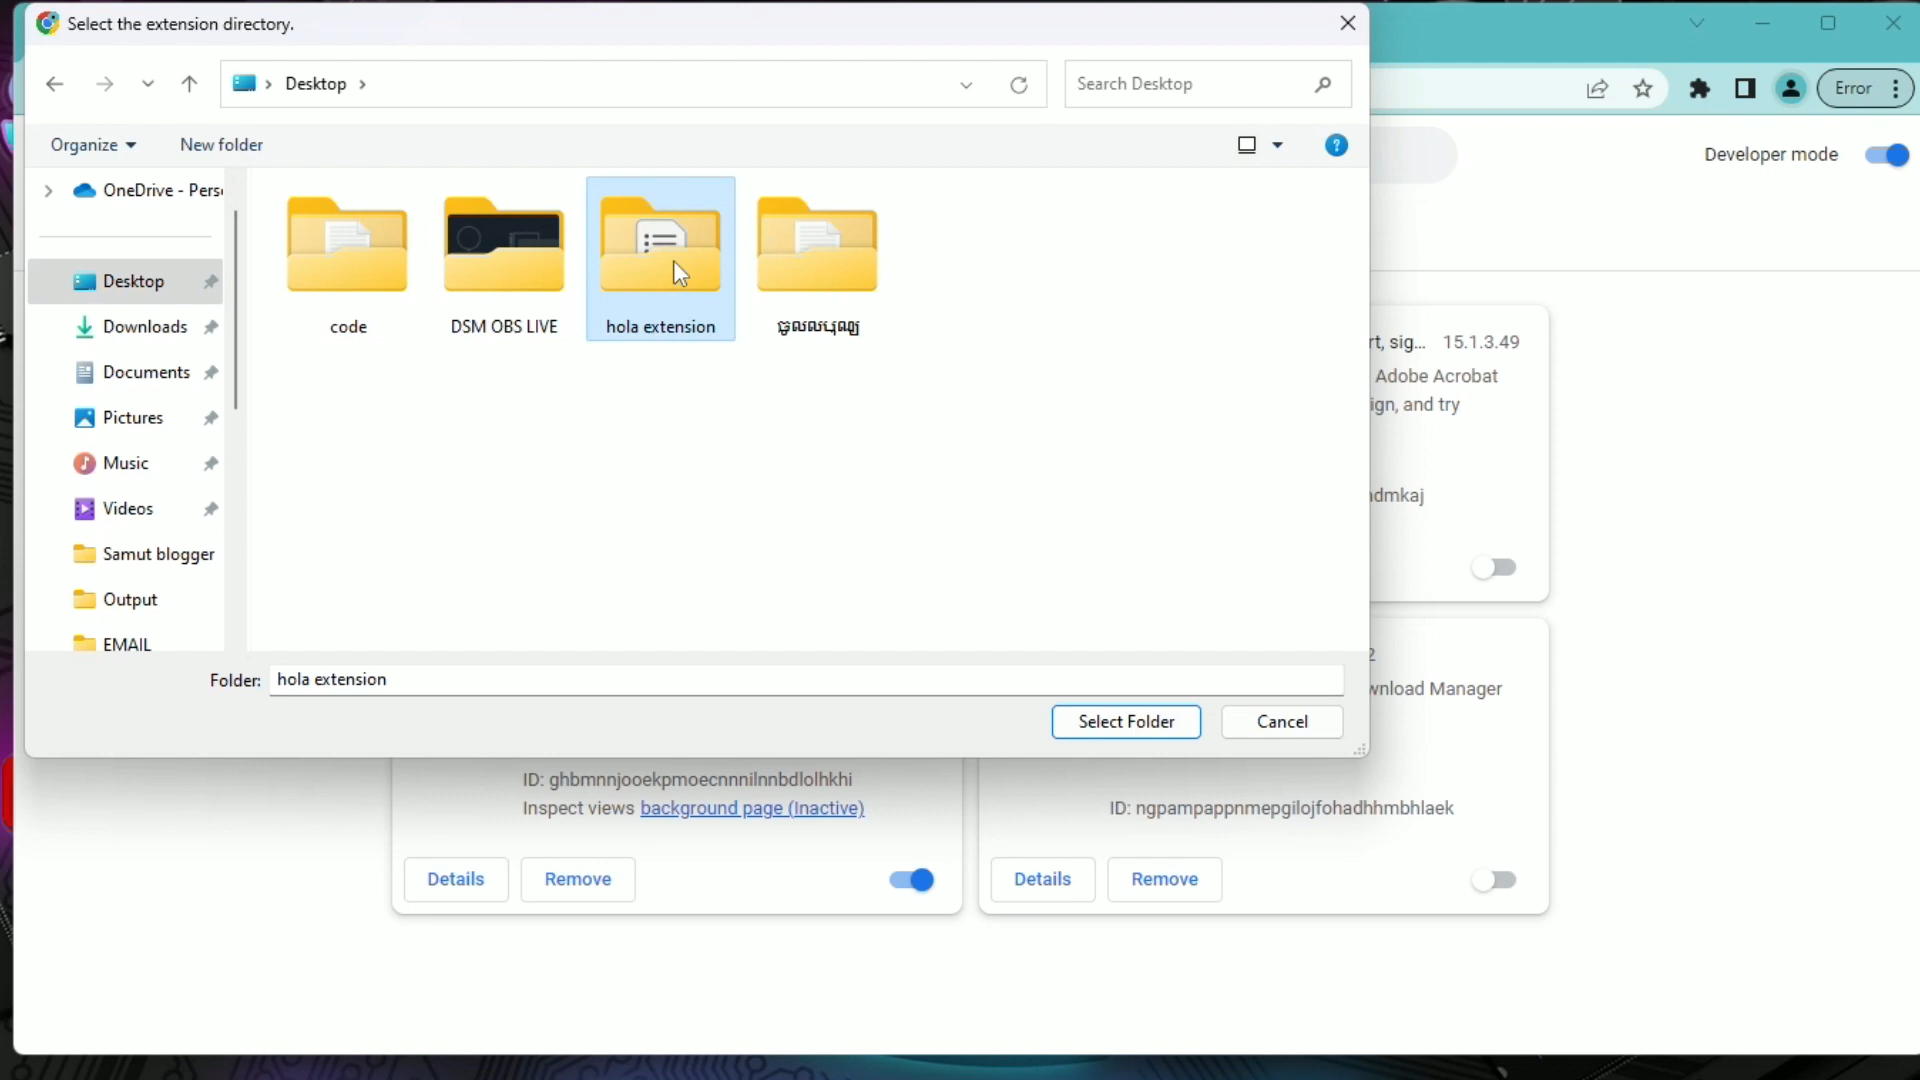 Select the extension directory.
Desktop
Search Desktop
Error
Organize
New folder
Developer mode
OneDrive - Pers
Desktop
Downloads
Documents
Pictures
Music
Videos
Samut blogger
Output
EMAIL
code
DSM OBS LIVE
hola extension
rt, sig... 15.1.3.49
Adobe Acrobat
ign, and try
dmkaj
Folder: hola extension
Select Folder
Cancel
2
wnload Manager
ID: ghbmnnjooekpmoecnnnilnnbdlolhkhi
Inspect views background page (Inactive)
Details
Remove
ID: ngpampappnmepgilojfohadhhmbhlaek
Details
Remove